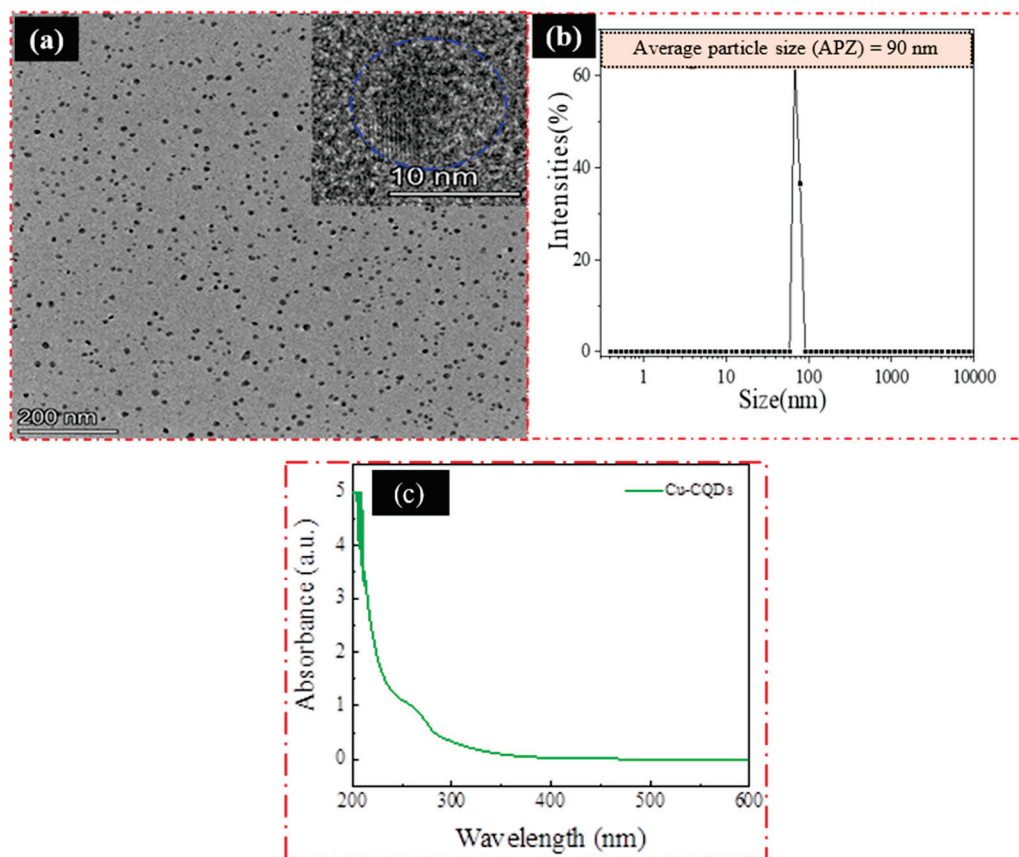 (a)
10 nm
200 nm
(b)
Average particle size (APZ) = 90 nm
60
40
20
0
Intensities(%)
1 10 100 1000 10000
Size(nm)
(c)
Cu-CQDs
5
4
3
2
1
0
Absorbance (a.u.)
200 300 400 500 600
Wavelength (nm)